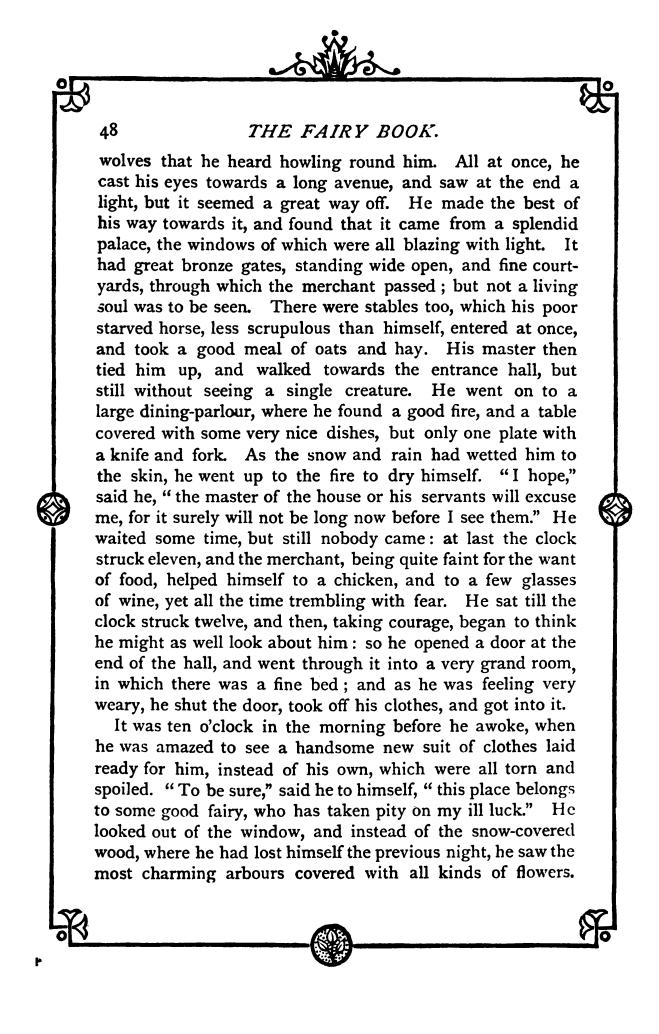 48 THE FAIRY BOOK.
wolves that he heard howling round him. All at once, he
cast his eyes towards a long avenue, and saw at the end a
light, but it seemed a great way off. He made the best of
his way towards it, and found that it came from a splendid
palace, the windows of which were all blazing with light. It
had great bronze gates, standing wide open, and fine court-
yards, through which the merchant passed ; but not a living
soul was to be seen. There were stables too, which his poor
starved horse, less scrupulous than himself, entered at once,
and took a good meal of oats and hay. His master then
tied him up, and walked towards the entrance hall, but
still without seeing a single creature. He went on to a
large dining-parlour, where he found a good fire, and a table
covered with some very nice dishes, but only one plate with
a knife and fork. As the snow and rain had wetted him to
the skin, he went up to the fire to dry himself. "I hope,"
said he, "the master of the house or his servants will excuse
me, for it surely will not be long now before I see them." He
waited some time, but still nobody came : at last the clock
struck eleven, and the merchant, being quite faint for the want
of food, helped himself to a chicken, and to a few glasses
of wine, yet all the time trembling with fear. He sat till the
clock struck twelve, and then, taking courage, began to think
he might as well look about him : so he opened a door at the
end of the hall, and went through it into a very grand room,
in which there was a fine bed ; and as he was feeling very
weary, he shut the door, took off his clothes, and got into it.
It was ten o'clock in the morning before he awoke, when
he was amazed to see a handsome new suit of clothes laid
ready for him, instead of his own, which were all torn and
spoiled. "To be sure," said he to himself, "this place belongs
to some good fairy, who has taken pity on my ill luck." He
looked out of the window, and instead of the snow-covered
wood, where he had lost himself the previous night, he saw the
most charming arbours covered with all kinds of flowers.